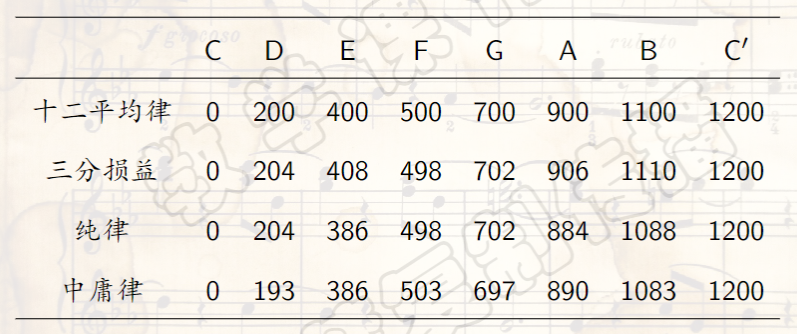 C D E F G A B C′
十二平均律 0 200 400 500 700 900 1100 1200
三分损益 0 204 408 498 702 906 1110 1200
纯律 0 204 386 498 702 884 1088 1200
中庸律 0 193 386 503 697 890 1083 1200